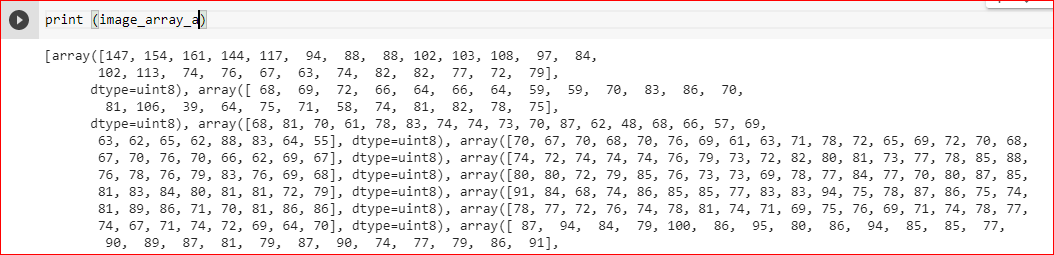 print (image_array_a)
[array([147, 154, 161, 144, 117,  94,  88,  88, 102, 103, 108,  97,  84,
102, 113,  74,  76,  67,  63,  74,  82,  82,  77,  72,  79],
dtype=uint8), array([ 68,  69,  72,  66,  64,  66,  64,  59,  59,  70,  83,  86,  70,
81, 106,  39,  64,  75,  71,  58,  74,  81,  82,  78,  75],
dtype=uint8), array([68, 81, 70, 61, 78, 83, 74, 74, 73, 70, 87, 62, 48, 68, 66, 57, 69,
63, 62, 65, 62, 88, 83, 64, 55], dtype=uint8), array([70, 67, 70, 68, 70, 76, 69, 61, 63, 71, 78, 72, 65, 69, 72, 70, 68,
67, 70, 76, 70, 66, 62, 69, 67], dtype=uint8), array([74, 72, 74, 74, 74, 76, 79, 73, 72, 82, 80, 81, 73, 77, 78, 85, 88,
76, 78, 76, 79, 83, 76, 69, 68], dtype=uint8), array([80, 80, 72, 79, 85, 76, 73, 73, 69, 78, 77, 84, 77, 70, 80, 87, 85,
81, 83, 84, 80, 81, 81, 72, 79], dtype=uint8), array([91, 84, 68, 74, 86, 85, 85, 77, 83, 83, 94, 75, 78, 87, 86, 75, 74,
81, 89, 86, 71, 70, 81, 86, 86], dtype=uint8), array([78, 77, 72, 76, 74, 78, 81, 74, 71, 69, 75, 76, 69, 71, 74, 78, 77,
74, 67, 71, 74, 72, 69, 64, 70], dtype=uint8), array([ 87,  94,  84,  79, 100,  86,  95,  80,  86,  94,  85,  85,  77,
90,  89,  87,  81,  79,  87,  90,  74,  77,  79,  86,  91],